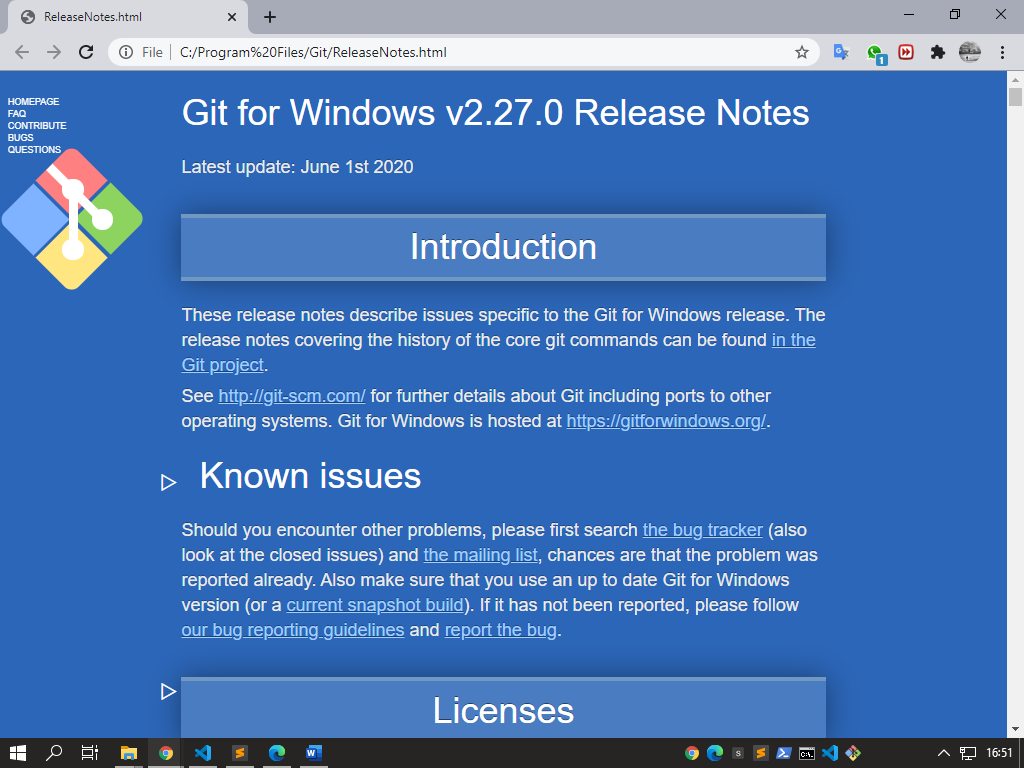 ReleaseNotes.html
File
C:/Program%20Files/Git/ReleaseNotes.html
1
HOMEPAGE
FAQ
CONTRIBUTE
BUGS
QUESTIONS
Git for Windows v2.27.0 Release Notes
Latest update: June 1st 2020
Introduction
These release notes describe issues specific to the Git for Windows release. The
release notes covering the history of the core git commands can be found in the
Git project.
See http://git-scm.com/ for further details about Git including ports to other
operating systems. Git for Windows is hosted at https://gitforwindows.org/.
Known issues
Should you encounter other problems, please first search the bug tracker (also
look at the closed issues) and the mailing list, chances are that the problem was
reported already. Also make sure that you use an up to date Git for Windows
version (or a current snapshot build). If it has not been reported, please follow
our bug reporting guidelines and report the bug.
Licenses
16:51